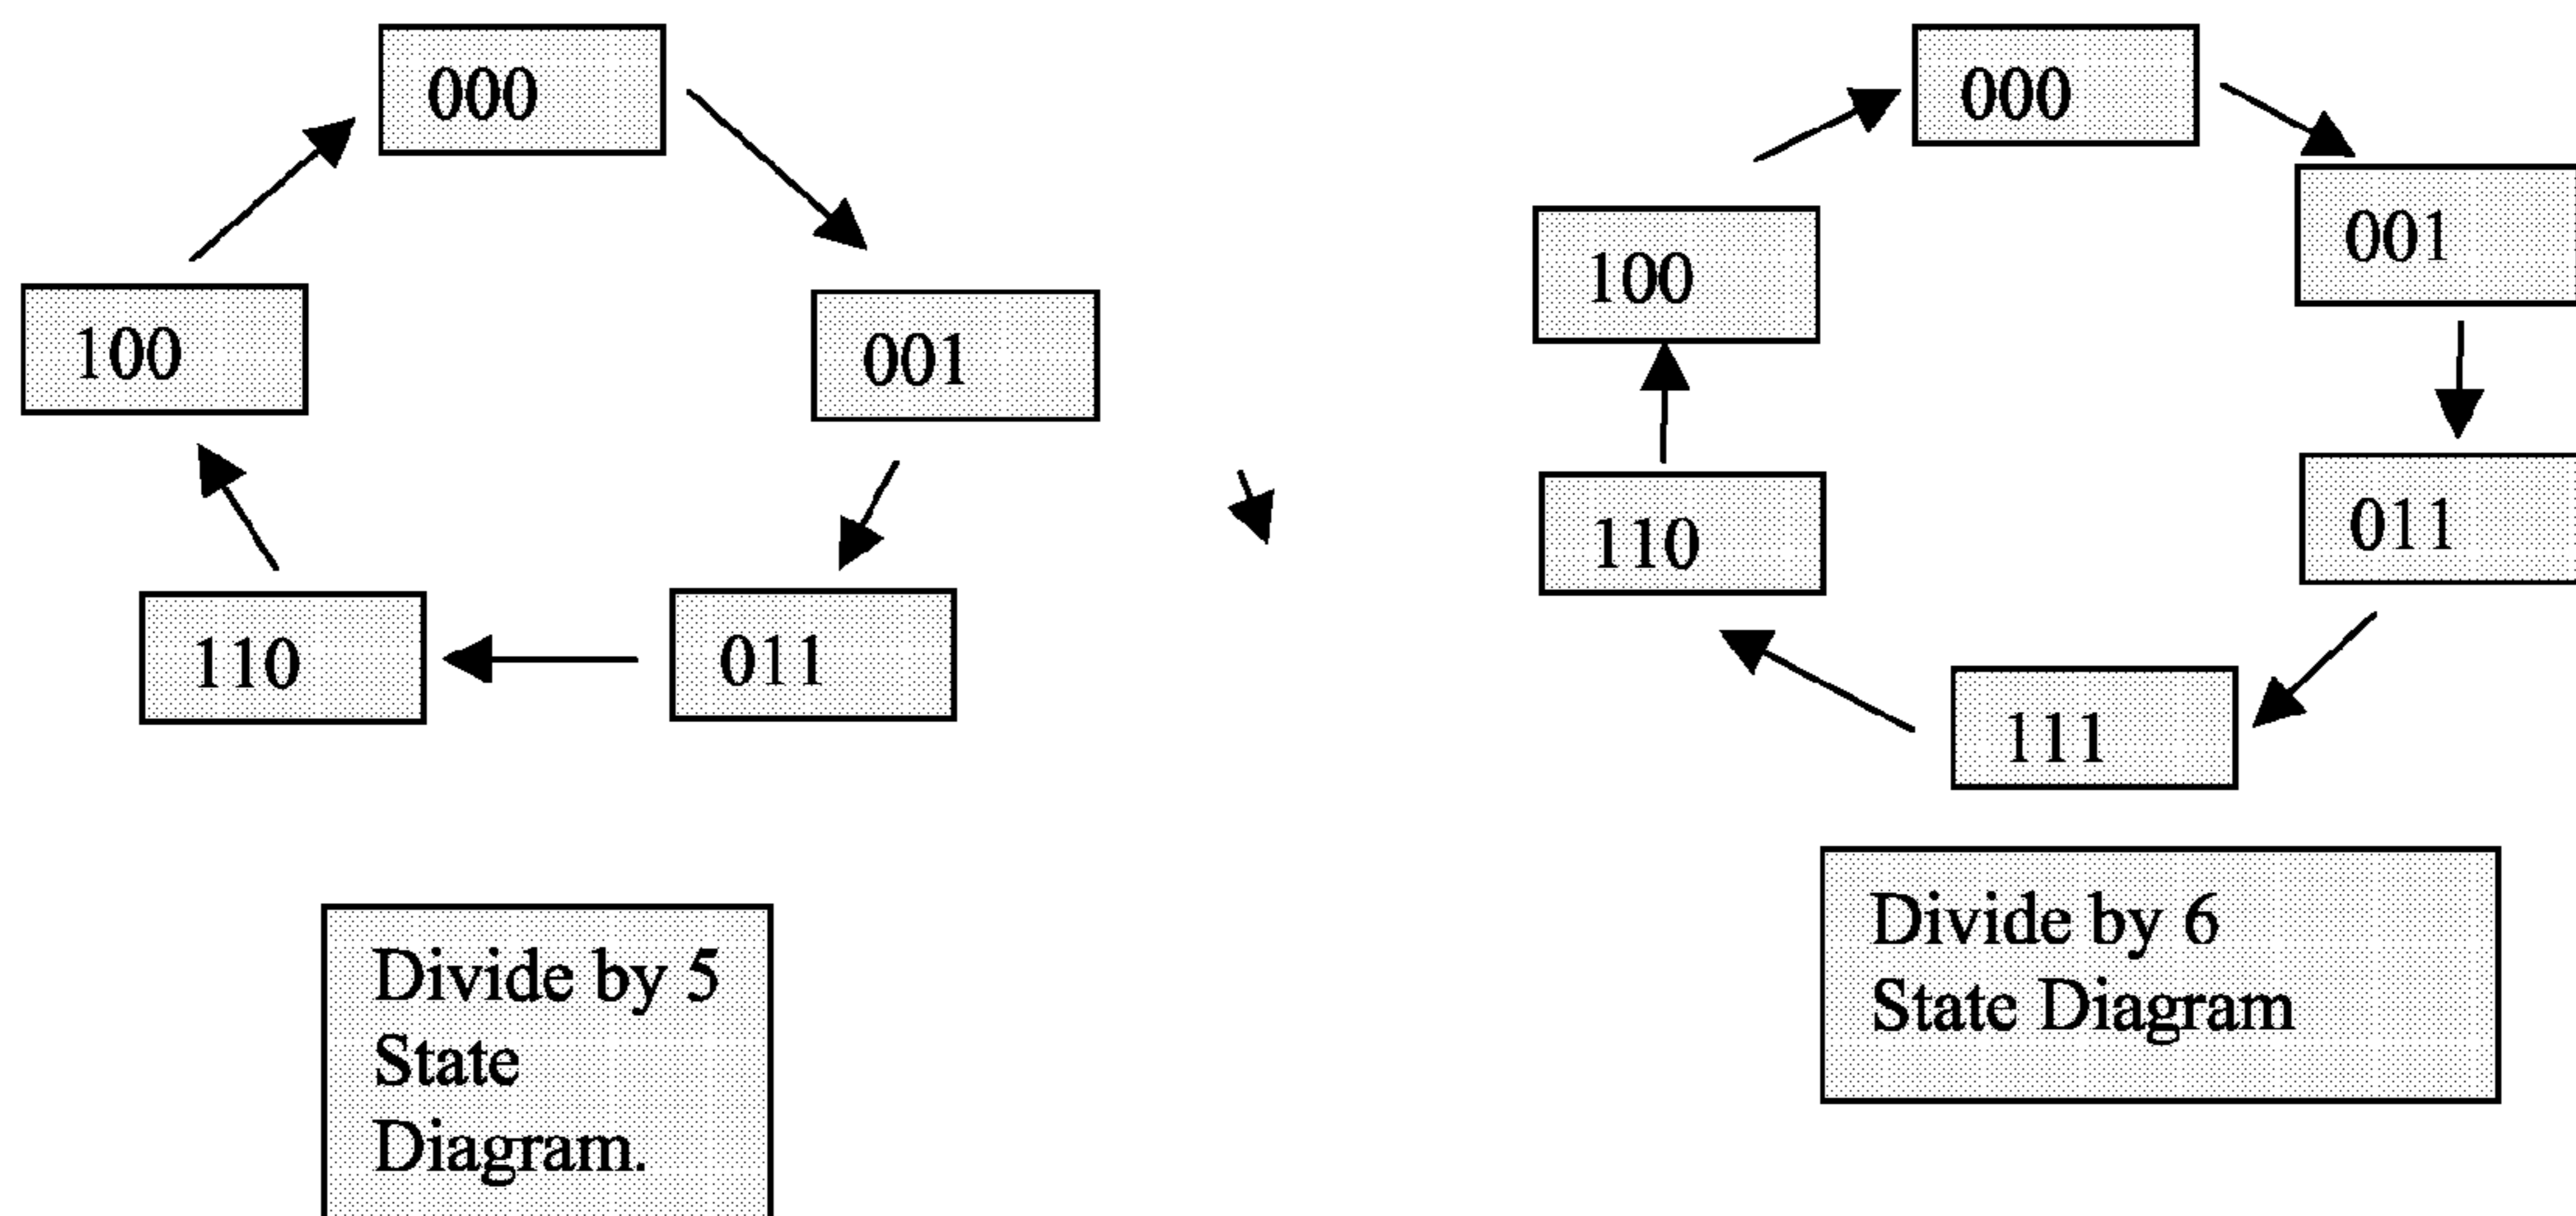 000
001
011
110
100
Divide by 5
State
Diagram.
000
001
011
111
110
100
Divide by 6
State Diagram